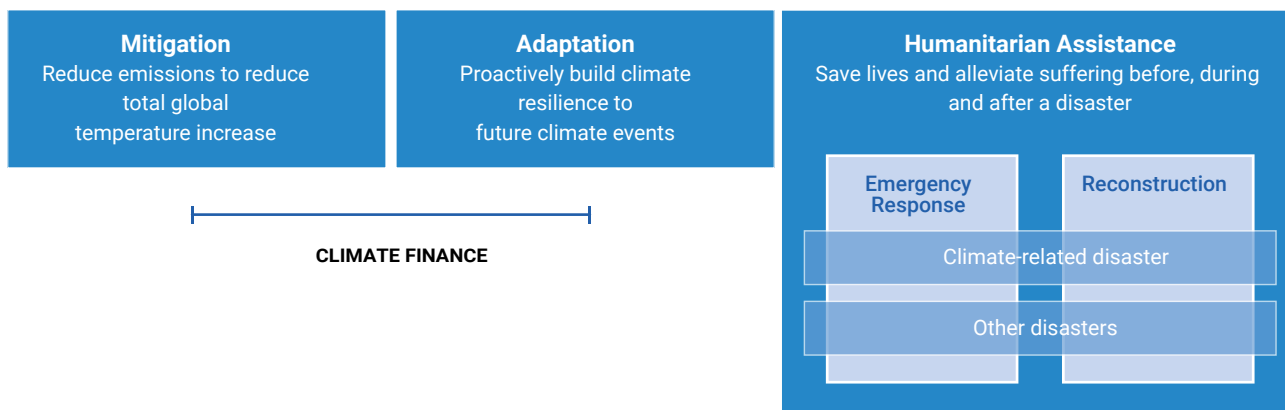 Mitigation
Reduce emissions to reduce
total global
temperature increase
Adaptation
Proactively build climate
resilience to
future climate events
Humanitarian Assistance
Save lives and alleviate suffering before, during
and after a disaster
Emergency
Response
Reconstruction
Climate-related disaster
Other disasters
CLIMATE FINANCE